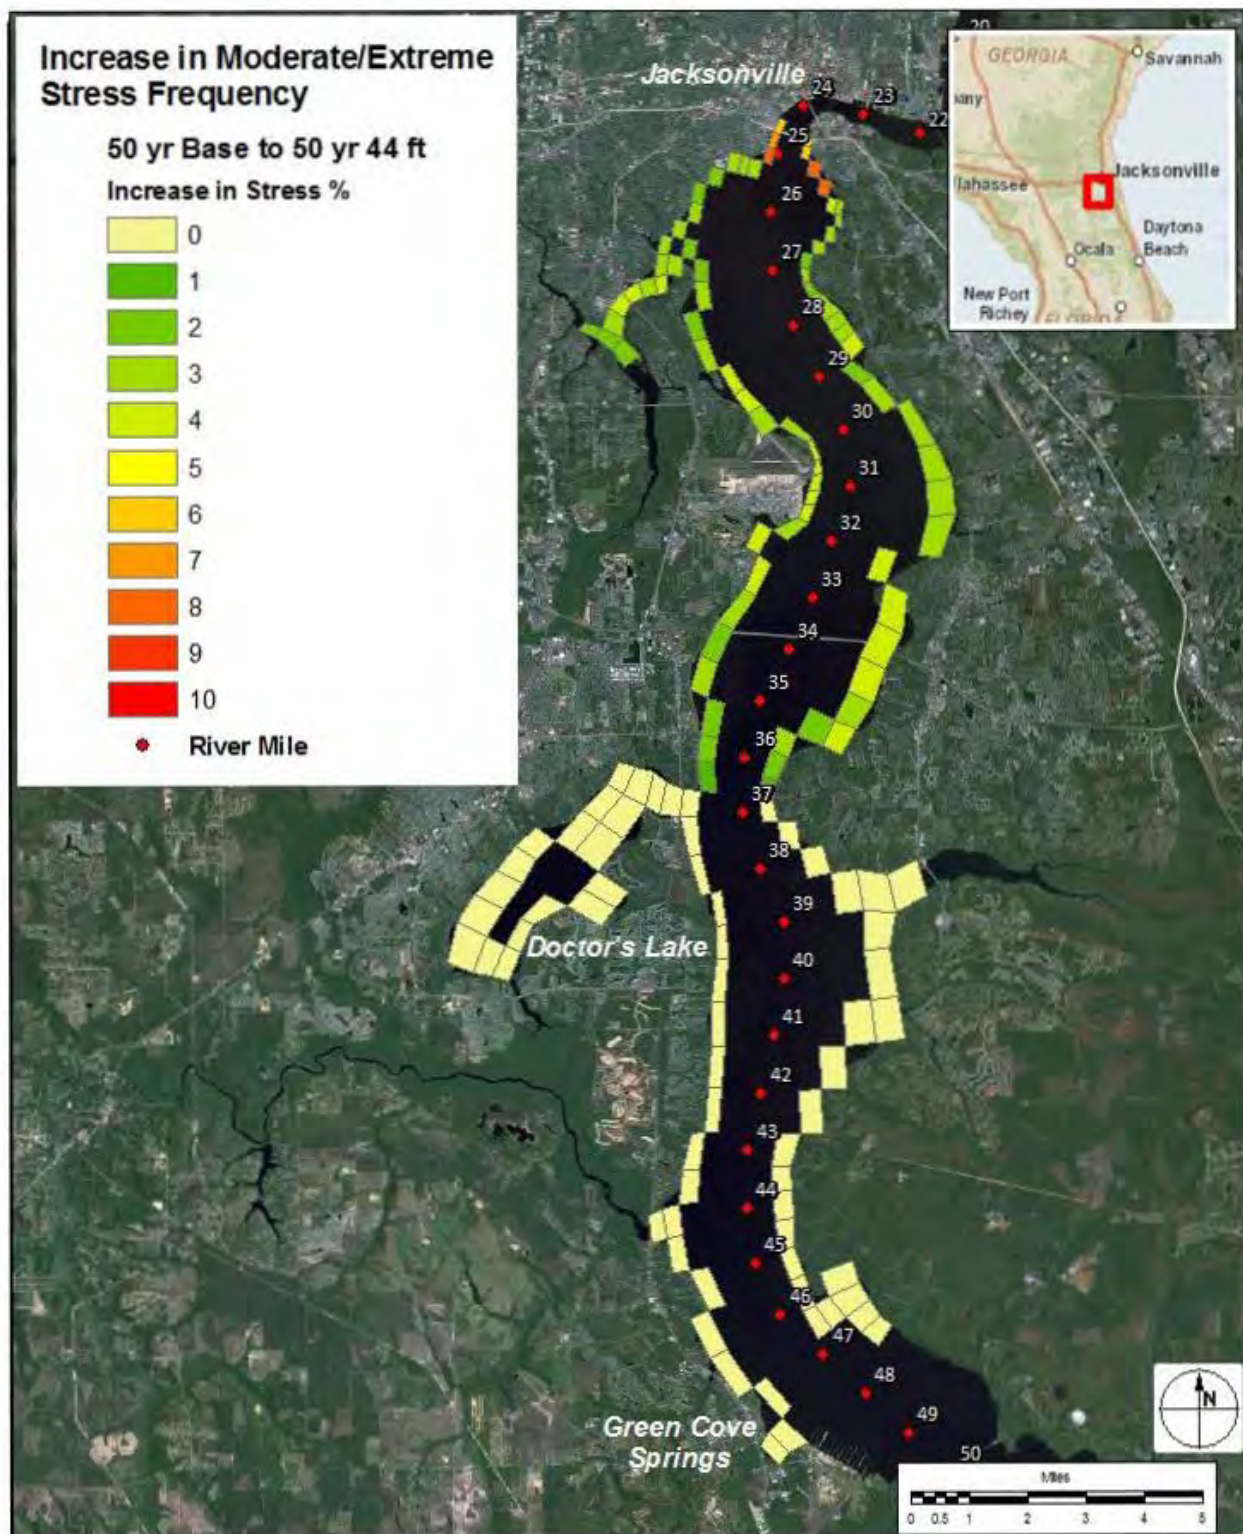 Increase in Moderate/Extreme
Stress Frequency
50 yr Base to 50 yr 44 ft
Increase in Stress %
0
1
2
3
4
5
6
7
8
9
10
River Mile
Jacksonville
20
24
23
22
25
26
27
28
29
30
31
32
33
34
35
36
37
38
39
40
41
42
43
44
45
46
47
48
49
50
Doctor's Lake
Green Cove
Springs
GEORGIA
Savannah
any
Jacksonville
lahassee
Daytona
Beach
Ocala
New Port
Richey
FLORIDA
N
Miles
0 0.5 1 2 3 4 5